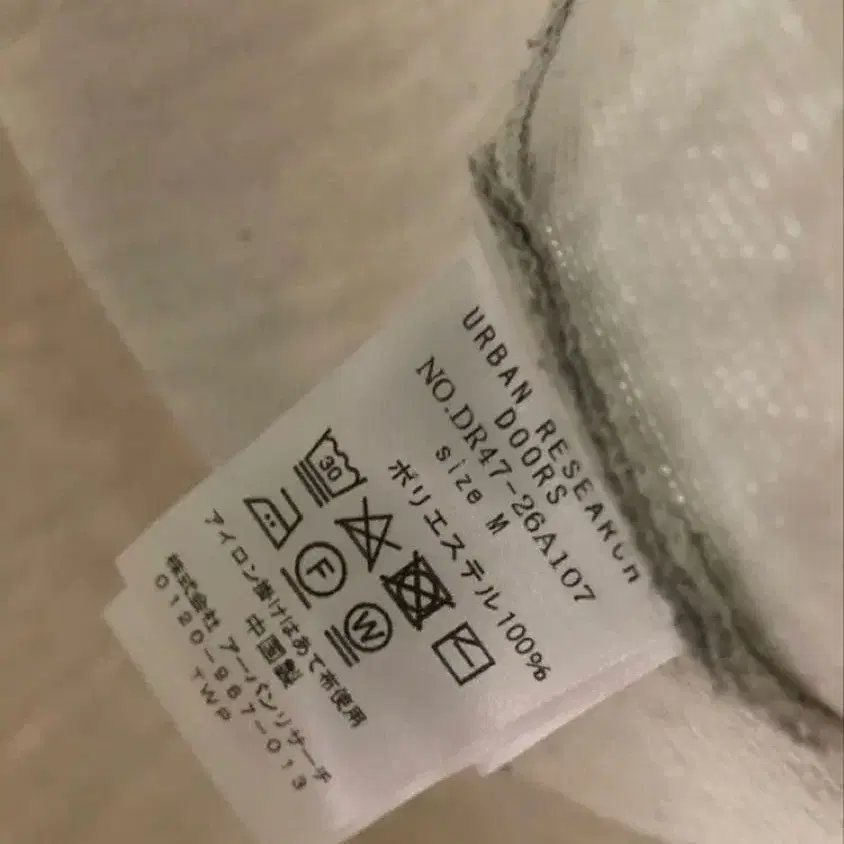 URBAN RESEARCH
DOORS
NO.DR47-26A107
size M
ポリエステル100%
30
F
W
アイロン掛けはあて布使用
中国製
株式会社 アーバンリサーチ
0120-967-013
TWP